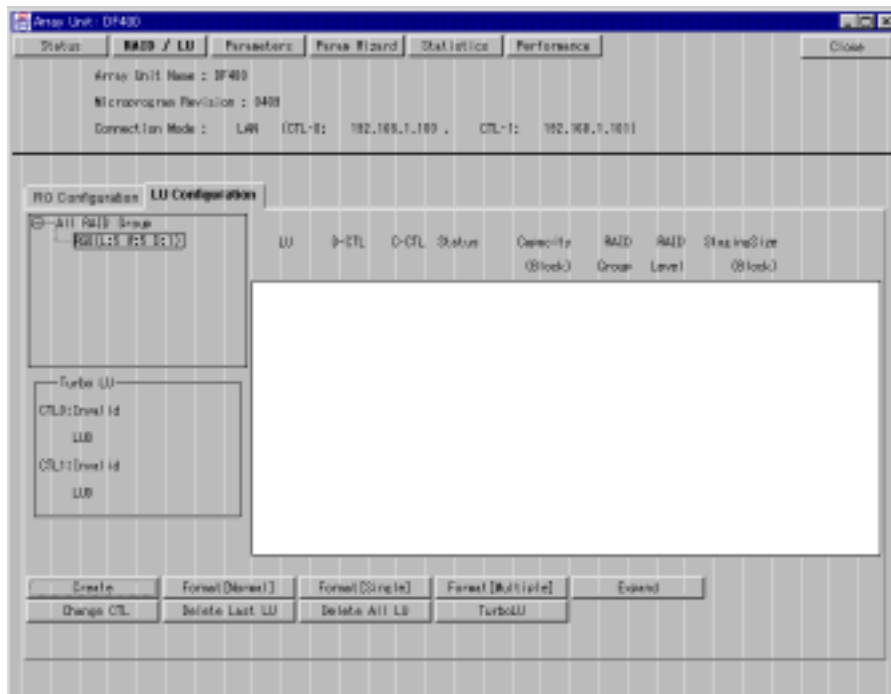 Array Unit: DF400
Status RAID / LU Parameters Param Wizard Statistics Performance Close
Array Unit Name : DF400
Microprogram Revision :
Connection Mode : LAN (CTL-0: 192.168.1.100 , CTL-1: 192.168.1.101)
RG Configuration LU Configuration
All RAID Group
LU D-CTL C-CTL Status Capacity RAID RAID StagingSize
(Block) Group Level (Block)
Turbo LU
CTL0:Invalid
LU0
CTL1:Invalid
LU0
Create Format[Normal] Format[Single] Format[Multiple] Expand
Change CTL Delete Last LU Delete All LU TurboLU